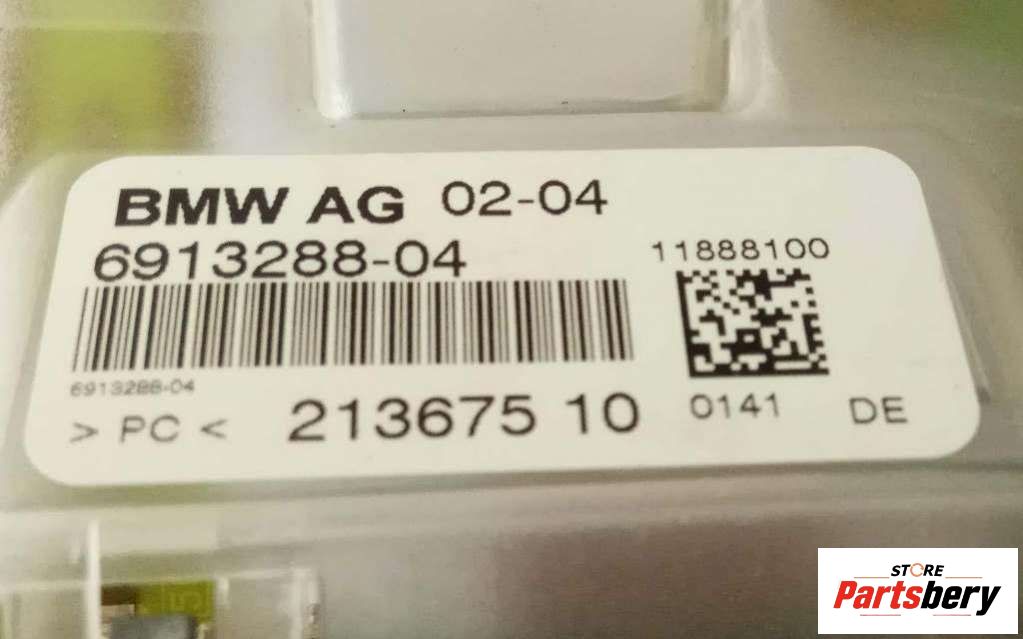 BMW AG 02-04
6913288-04
11888100
6913288-04
> PC < 213675 10
0141
DE
STORE
Partsbery